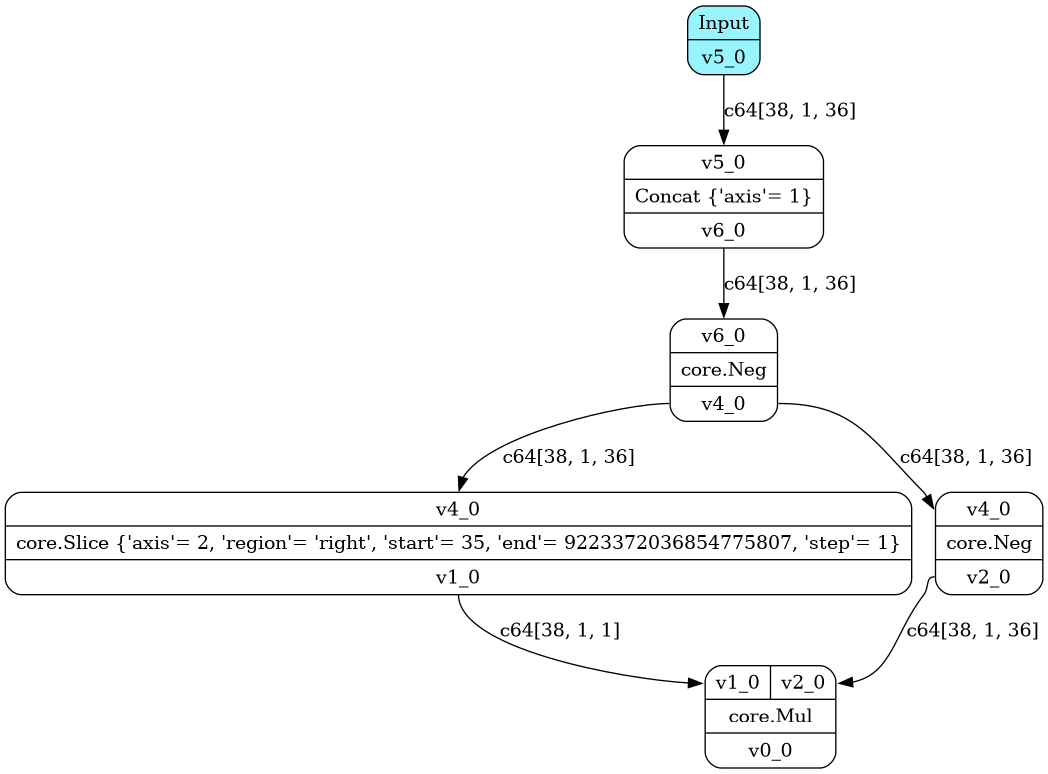 Input
v5_0
c64[38, 1, 36]
v5_0
Concat {'axis'= 1}
v6_0
c64[38, 1, 36]
v6_0
core.Neg
v4_0
c64[38, 1, 36]
c64[38, 1, 36]
v4_0
core.Slice {'axis'= 2, 'region'= 'right', 'start'= 35, 'end'= 9223372036854775807, 'step'= 1}
v1_0
v4_0
core.Neg
v2_0
c64[38, 1, 1]
c64[38, 1, 36]
v1_0 v2_0
core.Mul
v0_0